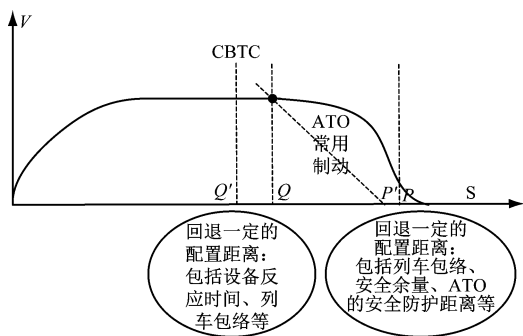 V
CBTC
ATO
常用
制动
Q′
Q
P′
P
S
回退一定的
配置距离：
包括设备反
应时间、列
车包络等
回退一定的
配置距离：
包括列车包络、
安全余量、ATO
的安全防护距离等